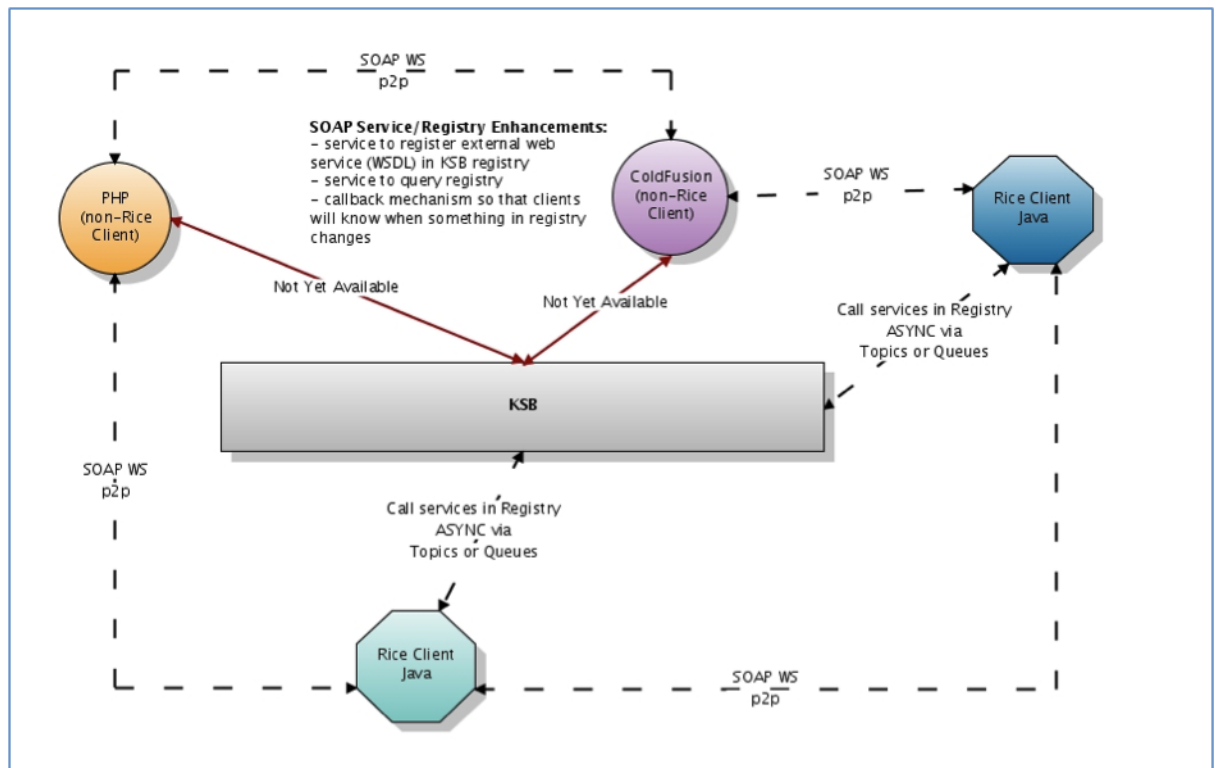 SOAP WS
p2p
SOAP Service/Registry Enhancements:
– service to register external web
service (WSDL) in KSB registry
– service to query registry
– callback mechanism so that clients
will know when something in registry
changes
PHP
(non-Rice
Client)
ColdFusion
(non-Rice
Client)
SOAP WS
p2p
Rice Client
Java
Not Yet Available
Not Yet Available
Call services in Registry
ASYNC via
Topics or Queues
KSB
SOAP WS
p2p
Call services in Registry
ASYNC via
Topics or Queues
Rice Client
Java
SOAP WS
p2p